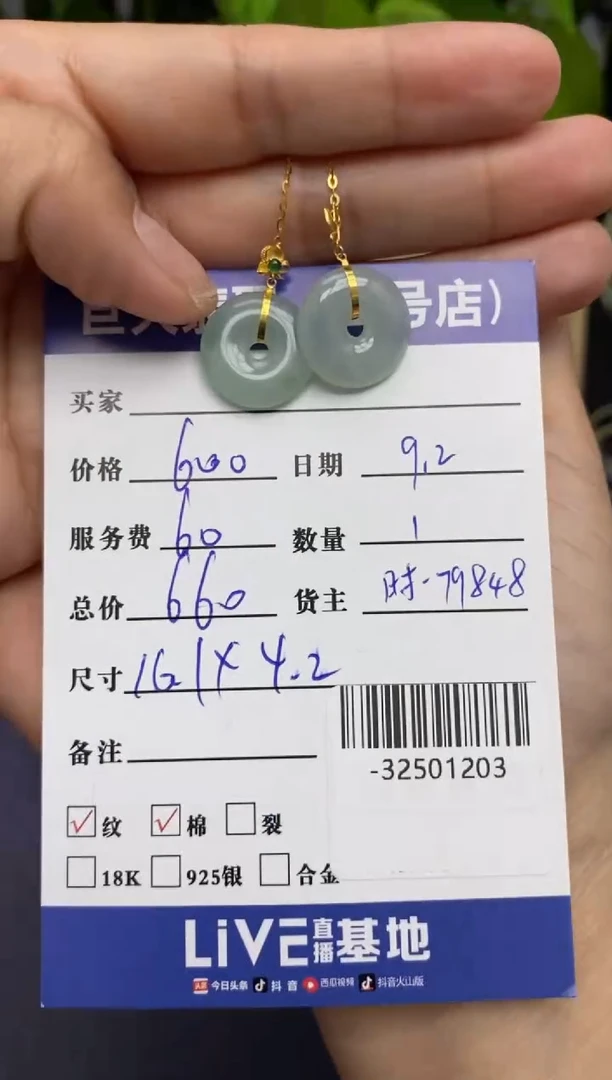 号店）
买家
价格 600 日期 9.2
服务费 60 数量 1
总价 660 货主 财-79848
尺寸 16.1X4.2
备注
-32501203
纹 棉 裂
18K 925银 合金
LiVE直播基地
头条 今日头条 抖音 西瓜视频 抖音火山版